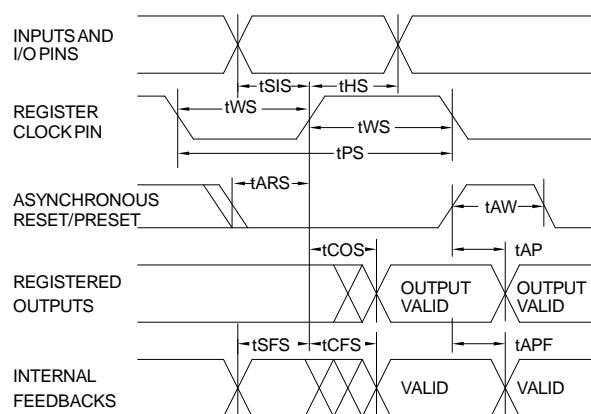 INPUTS AND
I/O PINS
tSIS
tHS
REGISTER
CLOCK PIN
tWS
tWS
tPS
ASYNCHRONOUS
RESET/PRESET
tARS
tAW
REGISTERED
OUTPUTS
tCOS
tAP
OUTPUT
VALID
OUTPUT
VALID
INTERNAL
FEEDBACKS
tSFS
tCFS
tAPF
VALID
VALID